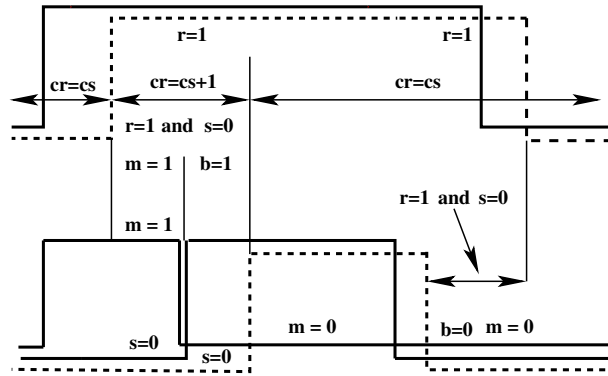 r=1 r=1
cr=cs cr=cs+1 cr=cs
r=1 and s=0
m = 1 b=1
r=1 and s=0
m = 1
m = 0 b=0 m = 0
s=0 s=0